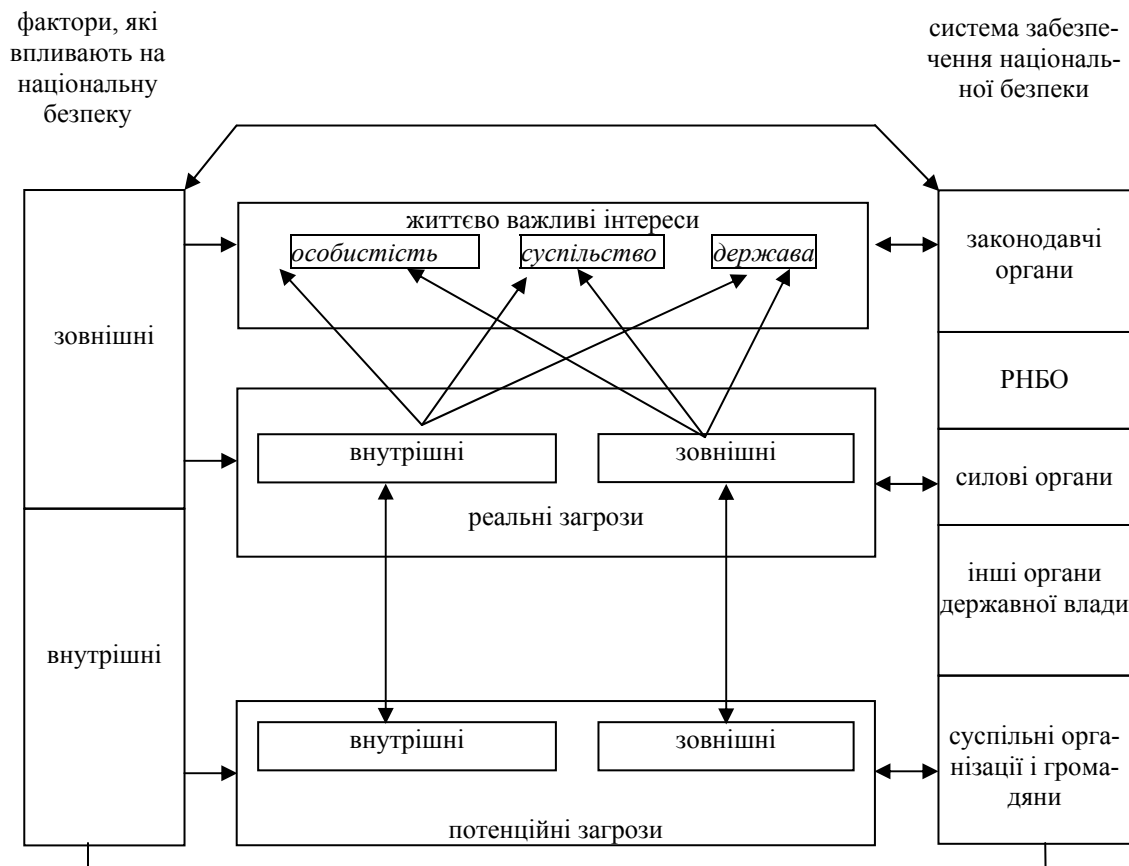 фактори, які
впливають на
національну
безпеку
система забезпе-
чення національ-
ної безпеки
життєво важливі інтереси
особистість
суспільство
держава
законодавчі
органи
зовнішні
РНБО
внутрішні
зовнішні
силові органи
реальні загрози
інші органи
державної влади
внутрішні
внутрішні
зовнішні
суспільні орга-
нізації і грома-
дяни
потенційні загрози